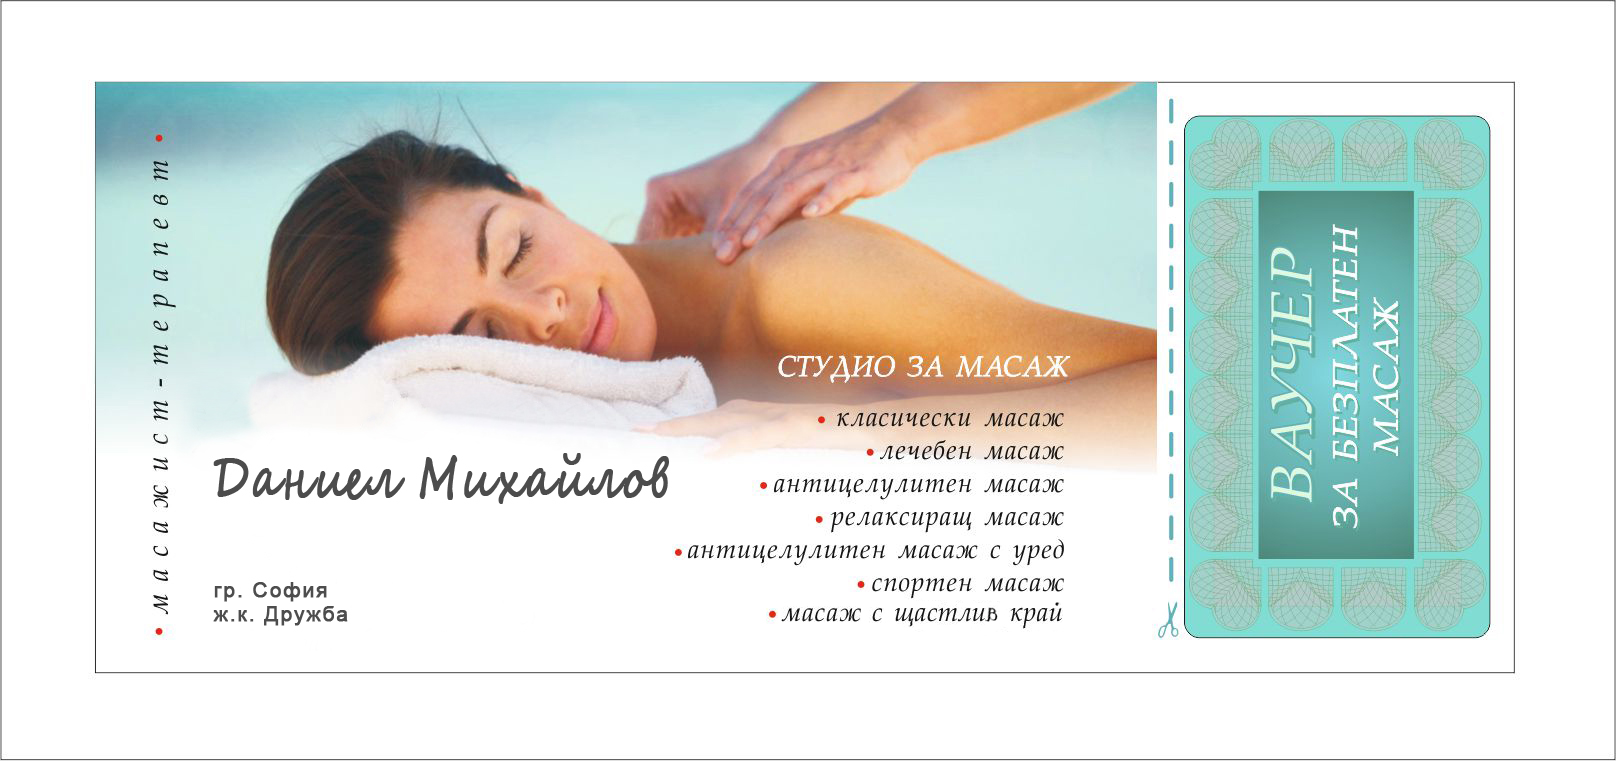 • масажист-терапевт •
Даниел Михайлов
гр. София
ж.к. Дружба
СТУДИО ЗА МАСАЖ
• класически масаж
• лечебен масаж
• антицелулитен масаж
• релаксиращ масаж
• антицелулитен масаж с уред
• спортен масаж
• масаж с щастлив край
ВАУЧЕР
ЗА БЕЗПЛАТЕН
МАСАЖ